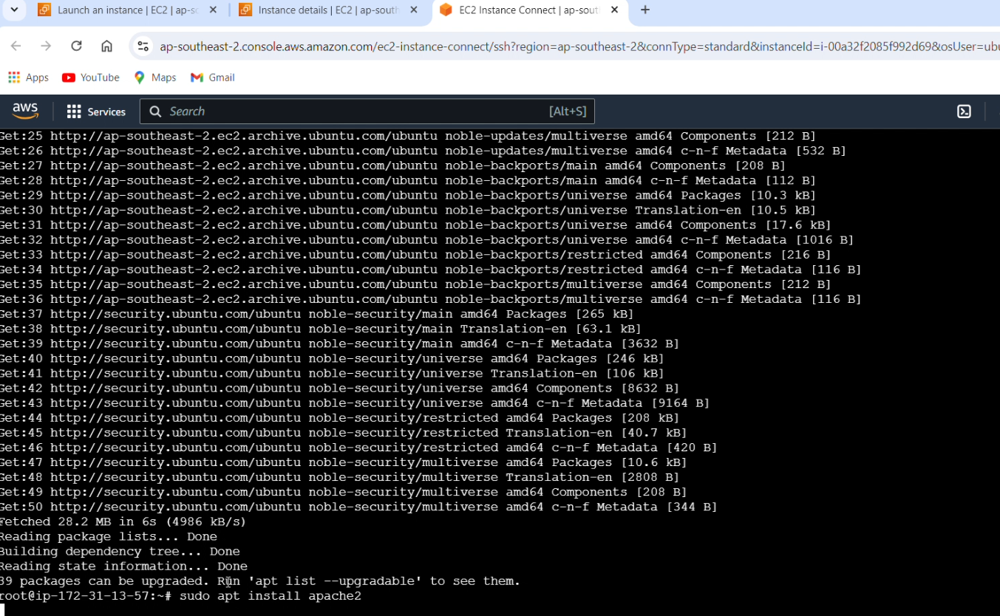 Launch an instance | EC2 | ap-so
Instance details | EC2 | ap-south
EC2 Instance Connect | ap-sout
ap-southeast-2.console.aws.amazon.com/ec2-instance-connect/ssh?region=ap-southeast-2&connType=standard&instanceId=i-00a32f2085f992d69&osUser=ubu
Apps YouTube Maps Gmail
aws Services Search [Alt+S]
Get:25 http://ap-southeast-2.ec2.archive.ubuntu.com/ubuntu noble-updates/multiverse amd64 Components [212 B]
Get:26 http://ap-southeast-2.ec2.archive.ubuntu.com/ubuntu noble-updates/multiverse amd64 c-n-f Metadata [532 B]
Get:27 http://ap-southeast-2.ec2.archive.ubuntu.com/ubuntu noble-backports/main amd64 Components [208 B]
Get:28 http://ap-southeast-2.ec2.archive.ubuntu.com/ubuntu noble-backports/main amd64 c-n-f Metadata [112 B]
Get:29 http://ap-southeast-2.ec2.archive.ubuntu.com/ubuntu noble-backports/universe amd64 Packages [10.3 kB]
Get:30 http://ap-southeast-2.ec2.archive.ubuntu.com/ubuntu noble-backports/universe Translation-en [10.5 kB]
Get:31 http://ap-southeast-2.ec2.archive.ubuntu.com/ubuntu noble-backports/universe amd64 Components [17.6 kB]
Get:32 http://ap-southeast-2.ec2.archive.ubuntu.com/ubuntu noble-backports/universe amd64 c-n-f Metadata [1016 B]
Get:33 http://ap-southeast-2.ec2.archive.ubuntu.com/ubuntu noble-backports/restricted amd64 Components [216 B]
Get:34 http://ap-southeast-2.ec2.archive.ubuntu.com/ubuntu noble-backports/restricted amd64 c-n-f Metadata [116 B]
Get:35 http://ap-southeast-2.ec2.archive.ubuntu.com/ubuntu noble-backports/multiverse amd64 Components [212 B]
Get:36 http://ap-southeast-2.ec2.archive.ubuntu.com/ubuntu noble-backports/multiverse amd64 c-n-f Metadata [116 B]
Get:37 http://security.ubuntu.com/ubuntu noble-security/main amd64 Packages [265 kB]
Get:38 http://security.ubuntu.com/ubuntu noble-security/main Translation-en [63.1 kB]
Get:39 http://security.ubuntu.com/ubuntu noble-security/main amd64 c-n-f Metadata [3632 B]
Get:40 http://security.ubuntu.com/ubuntu noble-security/universe amd64 Packages [246 kB]
Get:41 http://security.ubuntu.com/ubuntu noble-security/universe Translation-en [106 kB]
Get:42 http://security.ubuntu.com/ubuntu noble-security/universe amd64 Components [8632 B]
Get:43 http://security.ubuntu.com/ubuntu noble-security/universe amd64 c-n-f Metadata [9164 B]
Get:44 http://security.ubuntu.com/ubuntu noble-security/restricted amd64 Packages [208 kB]
Get:45 http://security.ubuntu.com/ubuntu noble-security/restricted Translation-en [40.7 kB]
Get:46 http://security.ubuntu.com/ubuntu noble-security/restricted amd64 c-n-f Metadata [420 B]
Get:47 http://security.ubuntu.com/ubuntu noble-security/multiverse amd64 Packages [10.6 kB]
Get:48 http://security.ubuntu.com/ubuntu noble-security/multiverse Translation-en [2808 B]
Get:49 http://security.ubuntu.com/ubuntu noble-security/multiverse amd64 Components [208 B]
Get:50 http://security.ubuntu.com/ubuntu noble-security/multiverse amd64 c-n-f Metadata [344 B]
Fetched 28.2 MB in 6s (4986 kB/s)
Reading package lists... Done
Building dependency tree... Done
Reading state information... Done
39 packages can be upgraded. Run 'apt list --upgradable' to see them.
root@ip-172-31-13-57:~# sudo apt install apache2